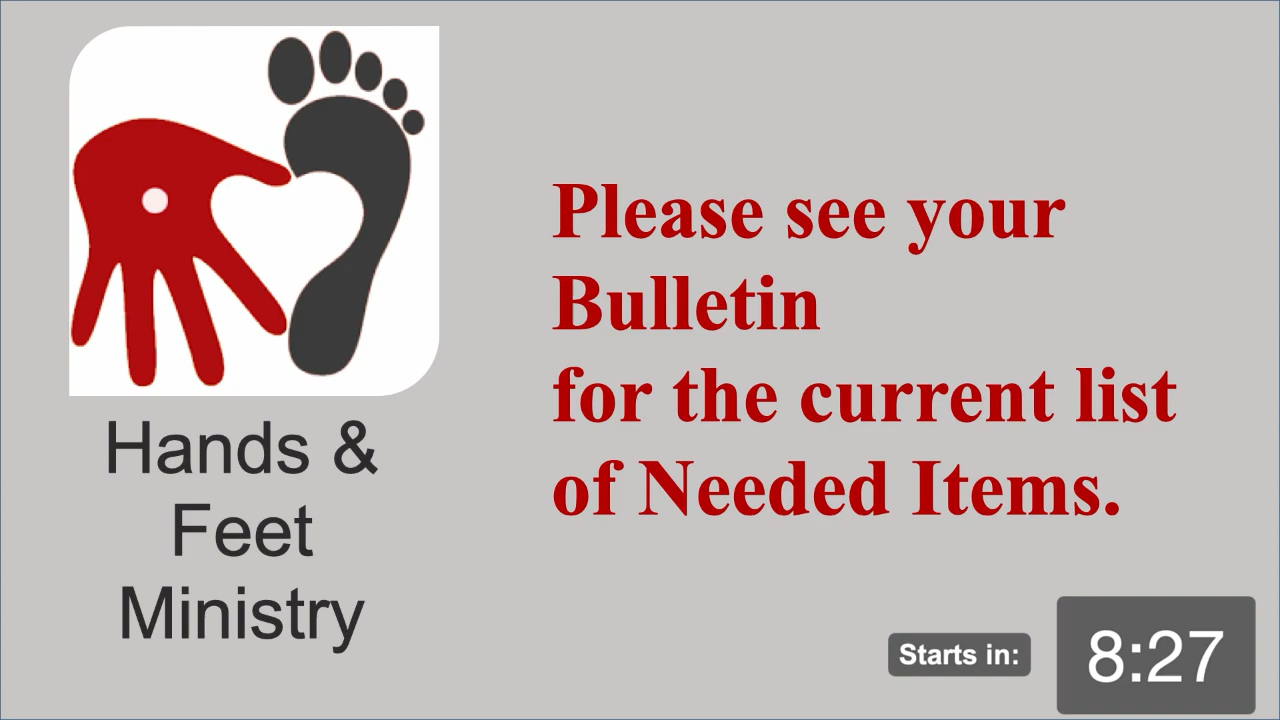 Hands &
Feet
Ministry
Please see your
Bulletin
for the current list
of Needed Items.
Starts in:
8:27